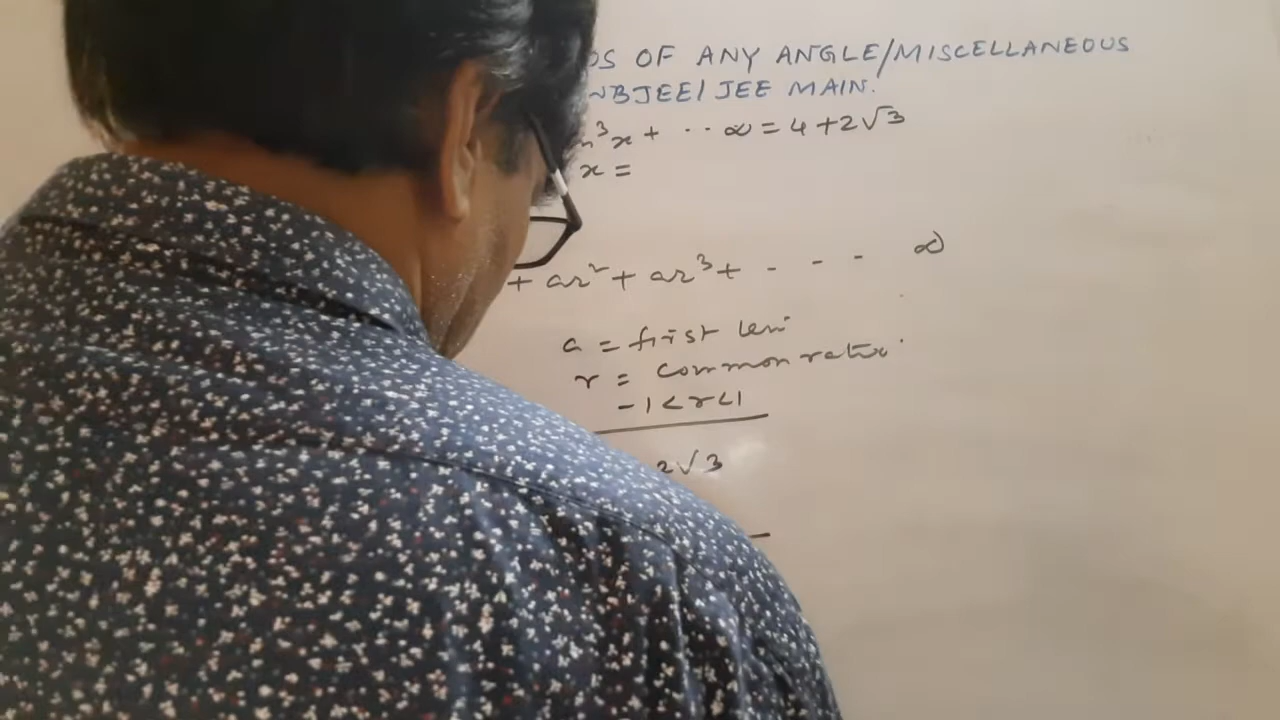 OS OF ANY ANGLE/MISCELLANEOUS
WBJEE/ JEE MAIN.
n³x + .. ∞ = 4 + 2√3
x =
+ ar² + ar³ + - - - ∞
a = first term
r = common ratio.
-1 < r < 1
2√3